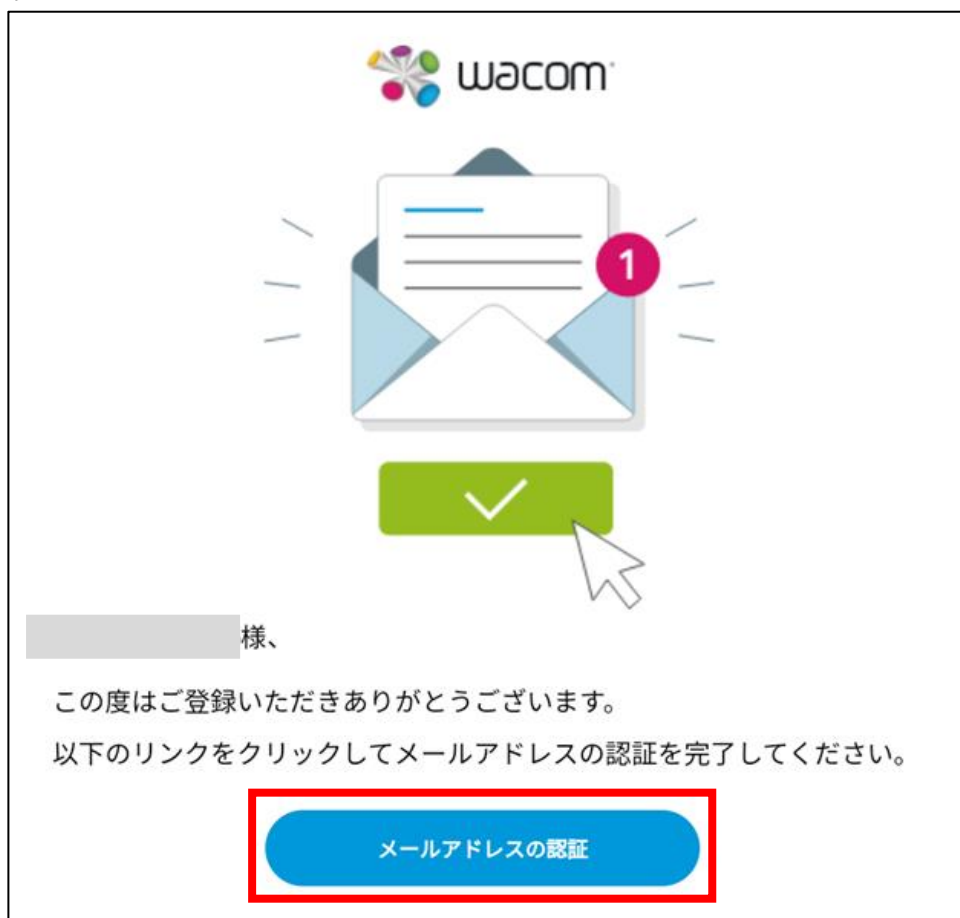 wacom
1
様、
この度はご登録いただきありがとうございます。
以下のリンクをクリックしてメールアドレスの認証を完了してください。
メールアドレスの認証